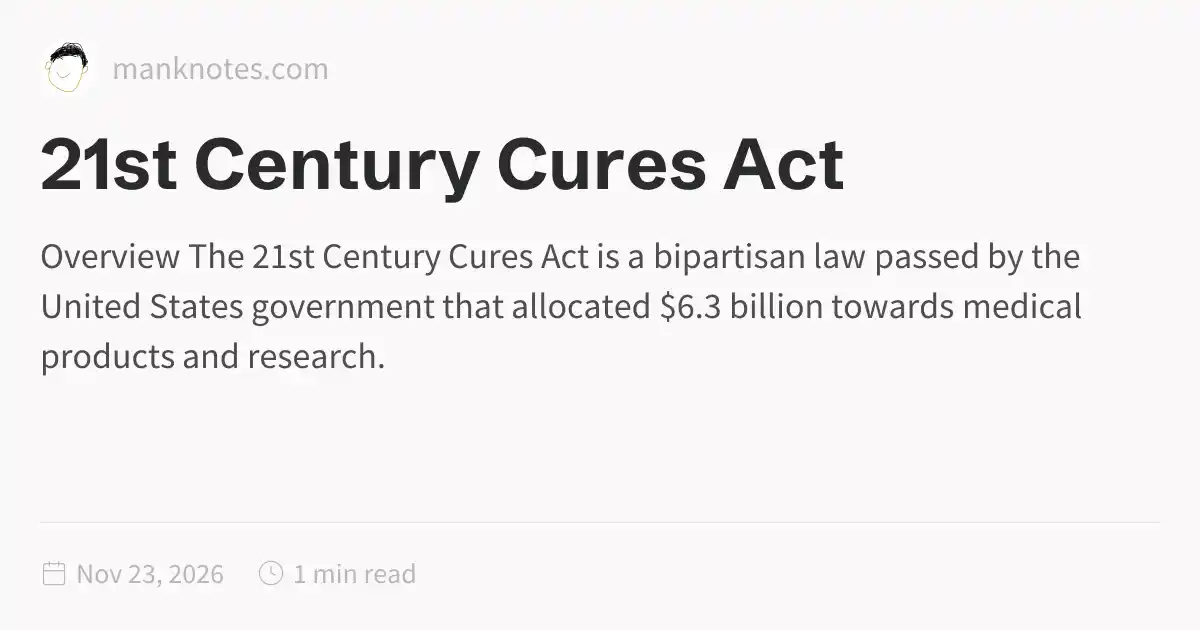 manknotes.com
21st Century Cures Act
Overview The 21st Century Cures Act is a bipartisan law passed by the
United States government that allocated $6.3 billion towards medical
products and research.
Nov 23, 2026 1 min read